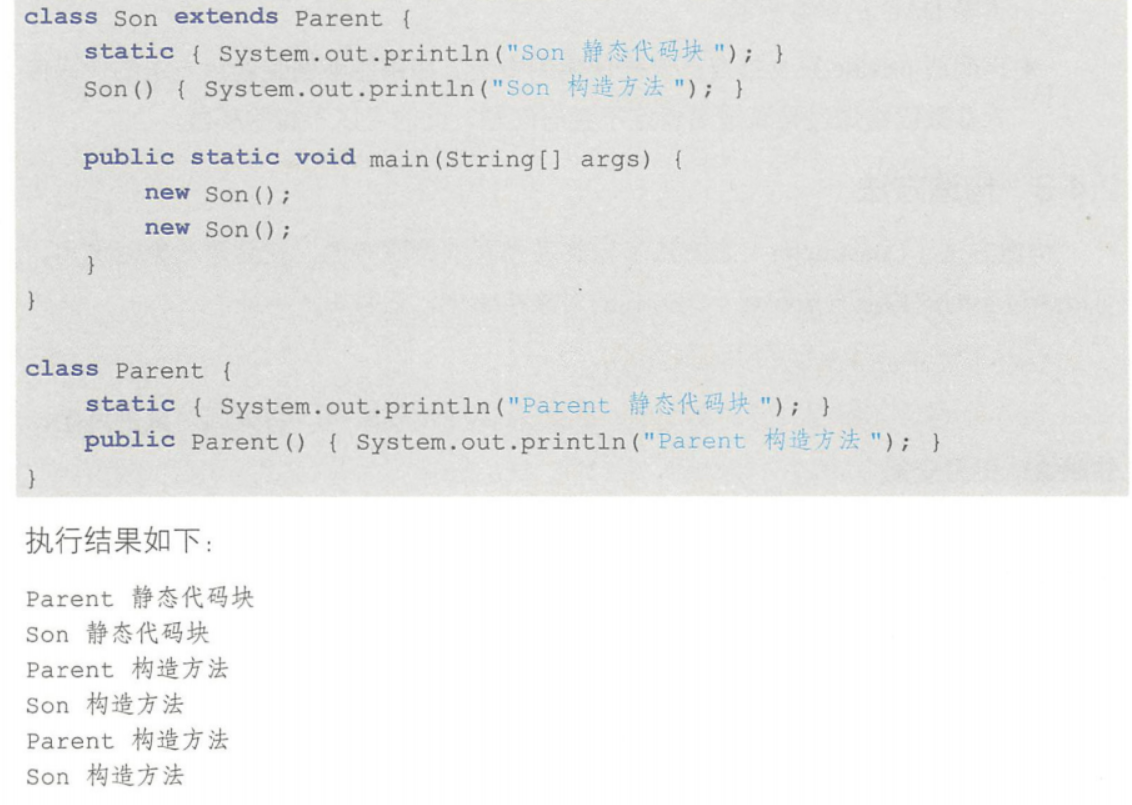 class Son extends Parent {
    static { System.out.println("Son 静态代码块"); }
    Son() { System.out.println("Son 构造方法"); }
    public static void main(String[] args) {
        new Son();
        new Son();
    }
}
class Parent {
    static { System.out.println("Parent 静态代码块"); }
    public Parent() { System.out.println("Parent 构造方法"); }
}
执行结果如下:
Parent 静态代码块
Son 静态代码块
Parent 构造方法
Son 构造方法
Parent 构造方法
Son 构造方法